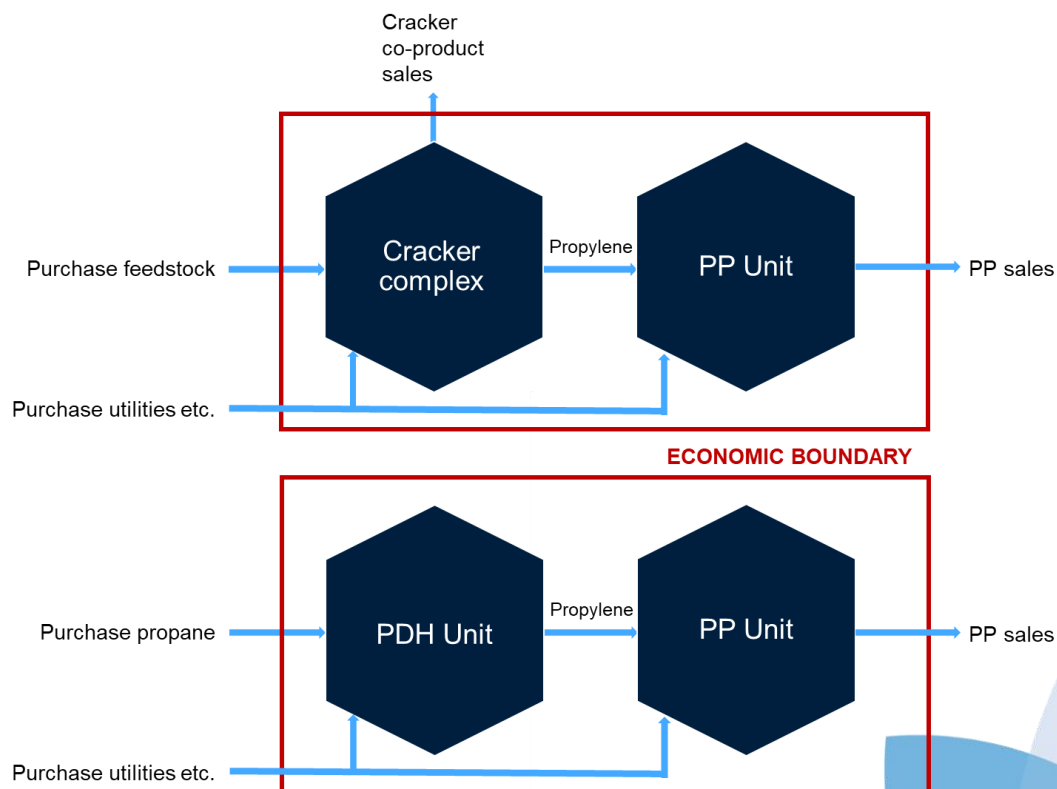 Cracker
co-product
sales
Cracker
complex
Propylene
PP Unit
Purchase feedstock
PP sales
Purchase utilities etc.
ECONOMIC BOUNDARY
Purchase propane
PDH Unit
Propylene
PP Unit
PP sales
Purchase utilities etc.